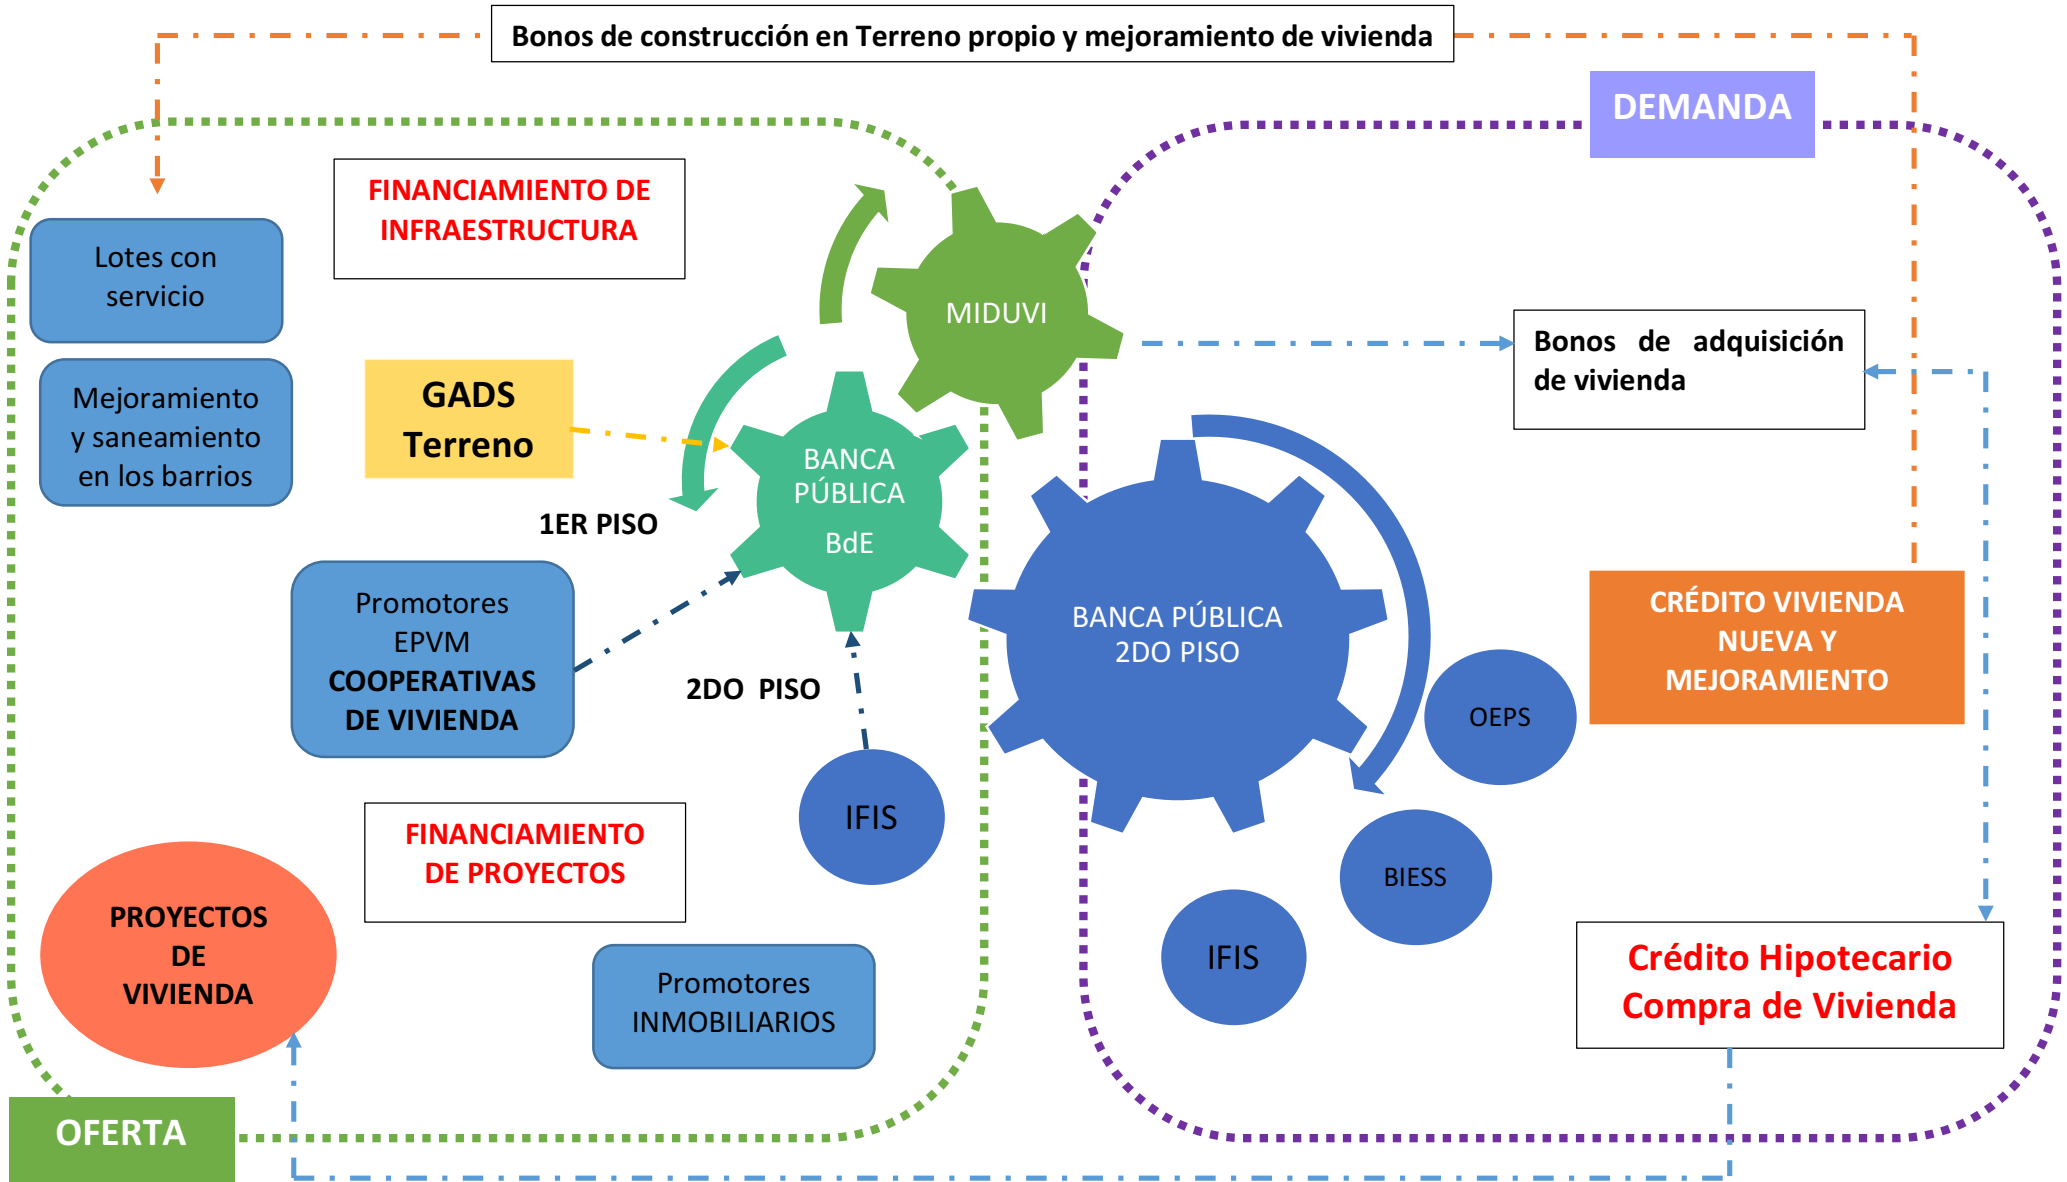 Bonos de construcción en Terreno propio y mejoramiento de vivienda
DEMANDA
FINANCIAMIENTO DE
INFRAESTRUCTURA
Lotes con
servicio
MIDUVI
Bonos de adquisición
de vivienda
Mejoramiento
y saneamiento
en los barrios
GADS
Terreno
BANCA
PÚBLICA
BdE
1ER PISO
Promotores
EPVM
COOPERATIVAS
DE VIVIENDA
BANCA PÚBLICA
2DO PISO
CRÉDITO VIVIENDA
NUEVA Y
MEJORAMIENTO
2DO  PISO
OEPS
IFIS
FINANCIAMIENTO
DE PROYECTOS
BIESS
PROYECTOS
DE
VIVIENDA
IFIS
Crédito Hipotecario
Compra de Vivienda
Promotores
INMOBILIARIOS
OFERTA